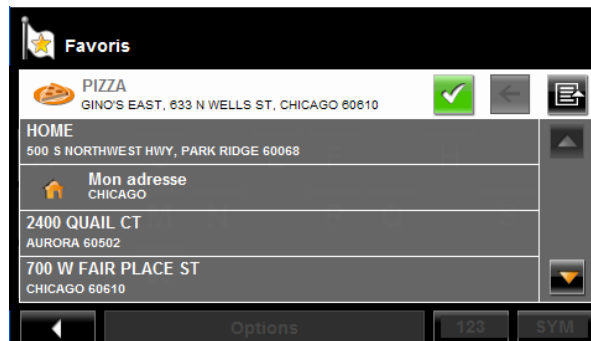 Favoris
PIZZA
GINO'S EAST, 633 N WELLS ST, CHICAGO 60610
HOME
500 S NORTHWEST HWY, PARK RIDGE 60068
Mon adresse
CHICAGO
2400 QUAIL CT
AURORA 60502
700 W FAIR PLACE ST
CHICAGO 60610
Options
123
SYM